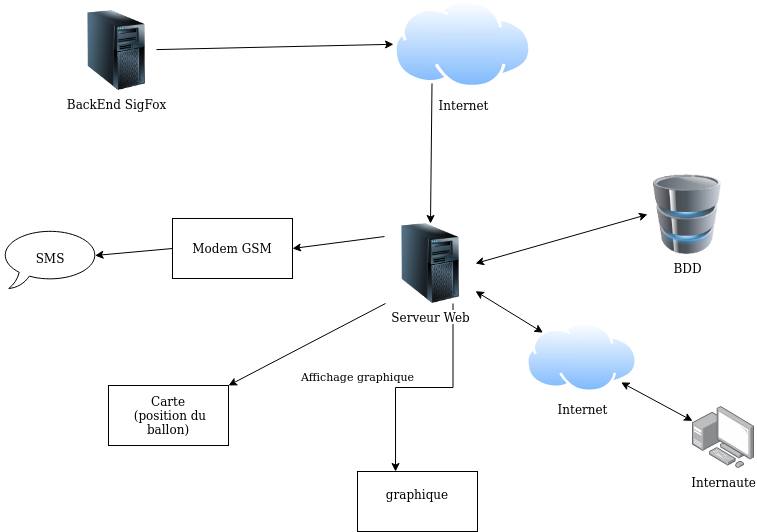 BackEnd SigFox
Internet
BDD
SMS
Modem GSM
Serveur Web
Affichage graphique
Carte
(position du
ballon)
Internet
Internaute
graphique